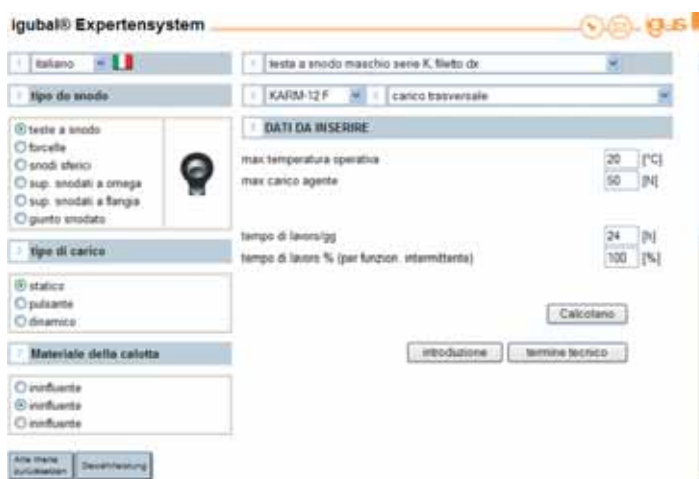 igubal® Expertensystem
igus
italiano
testa a snodo maschio serie K, filetto dx
tipo do snodo
KARM-12 F
carico trasversale
teste a snodo
forcelle
snodi sferici
sup. snodati a omega
sup. snodati a flangia
giunto snodato
DATI DA INSERIRE
max temperatura operativa 20 [°C]
max carico agente 50 [N]
tempo di lavoro/gg 24 [h]
tempo di lavoro % (per funzion. intermittente) 100 [%]
tipo di carico
statico
pulsante
dinamico
Calcolano
introduzione
termine tecnico
Materiale della calotta
ininfluente
ininfluente
ininfluente
Alle Werte
zurücksetzen
Gewährleistung